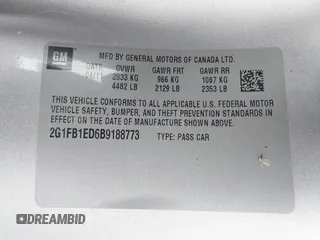 GM
MFD BY GENERAL MOTORS OF CANADA LTD.
DATE GVWR GAWR FRT GAWR RR
2033 KG 966 KG 1067 KG
4482 LB 2129 LB 2353 LB
THIS VEHICLE CONFORMS TO ALL APPLICABLE U.S. FEDERAL MOTOR
VEHICLE SAFETY, BUMPER, AND THEFT PREVENTION STANDARDS
IN EFFECT ON THE DATE OF MANUFACTURE SHOWN ABOVE.
2G1FB1ED6B9188773 TYPE: PASS CAR
DREAMBID